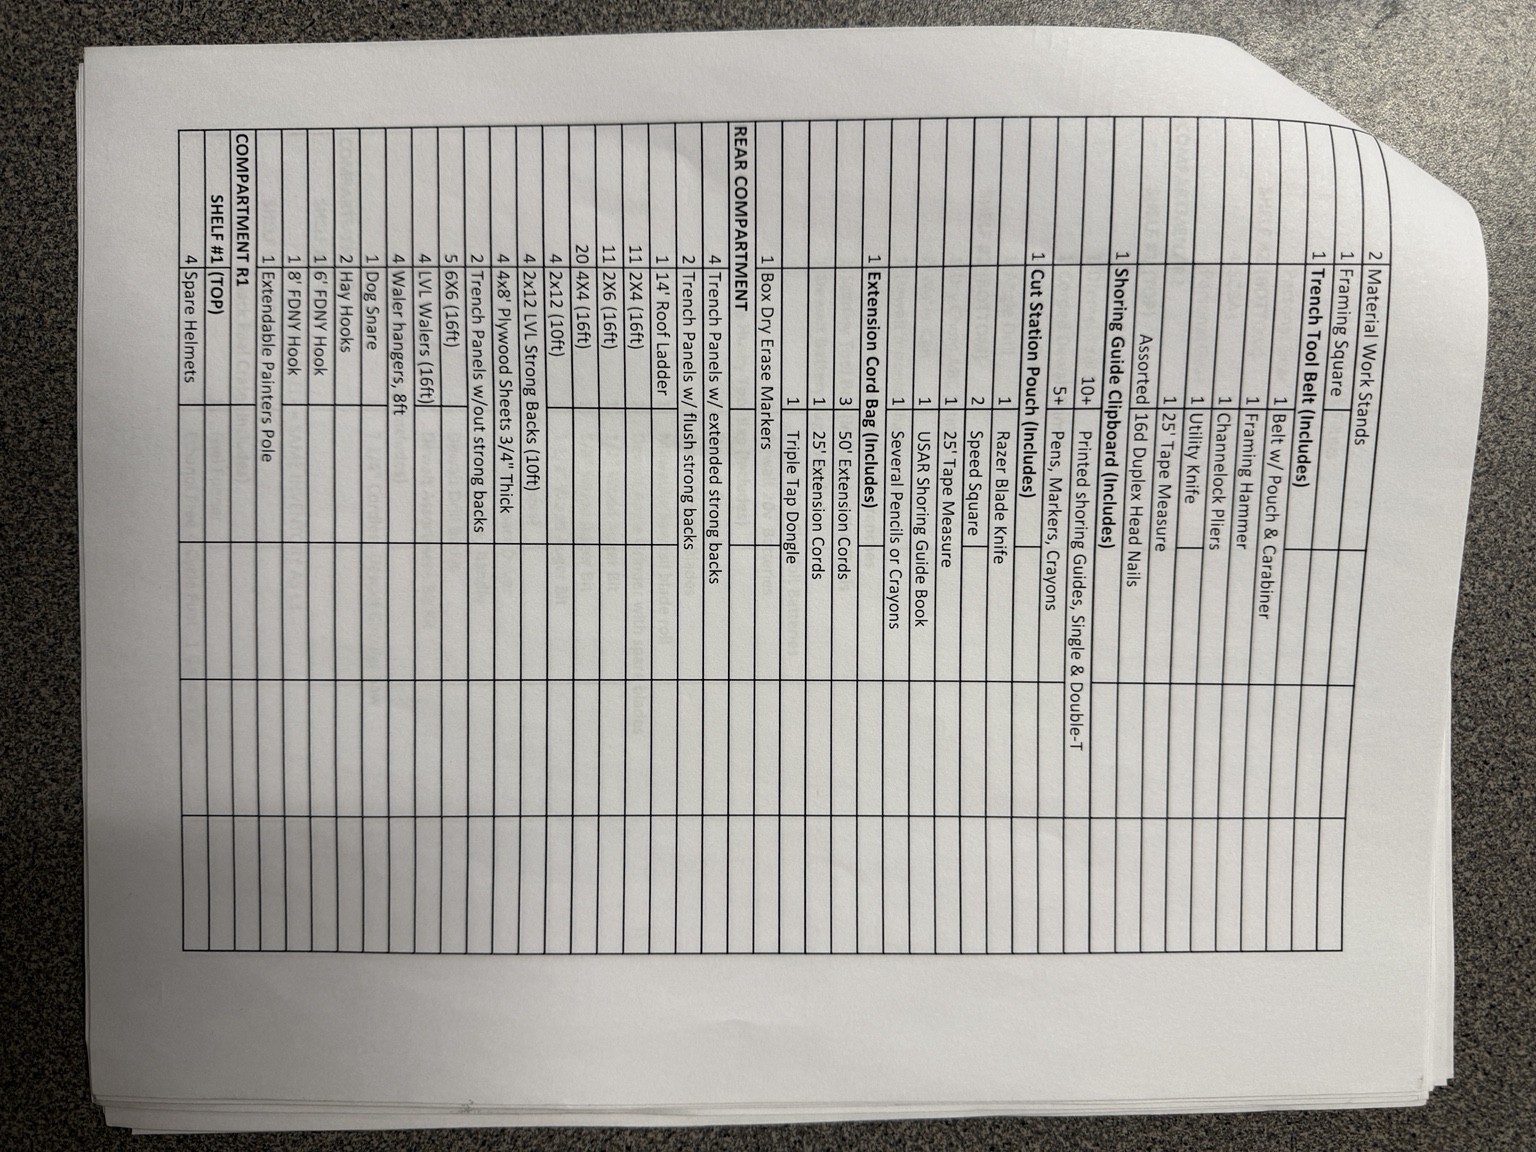 2 Material Work Stands
1 Framing Square
1 Trench Tool Belt (Includes)
1 Belt w/ Pouch & Carabiner
1 Framing Hammer
1 Channelock Pliers
1 Utility Knife
1 25' Tape Measure
Assorted 16d Duplex Head Nails
1 Shoring Guide Clipboard (Includes)
10+ Printed shoring Guides, Single & Double-T
5+ Pens, Markers, Crayons
1 Cut Station Pouch (Includes)
1 Razer Blade Knife
2 Speed Square
1 25' Tape Measure
1 USAR Shoring Guide Book
1 Several Pencils or Crayons
1 Extension Cord Bag (Includes)
3 50' Extension Cords
1 25' Extension Cords
1 Triple Tap Dongle
1 Box Dry Erase Markers
REAR COMPARTMENT
4 Trench Panels w/ extended strong backs
2 Trench Panels w/ flush strong backs
1 14' Roof Ladder
11 2X4 (16ft)
11 2X6 (16ft)
20 4X4 (16ft)
4 2x12 (10ft)
4 2x12 LVL Strong Backs (10ft)
4 4x8' Plywood Sheets 3/4" Thick
2 Trench Panels w/out strong backs
5 6X6 (16ft)
4 LVL Walers (16ft)
4 Waler hangers, 8ft
1 Dog Snare
2 Hay Hooks
1 6' FDNY Hook
1 8' FDNY Hook
1 Extendable Painters Pole
COMPARTMENT R1
SHELF #1 (TOP)
4 Spare Helmets